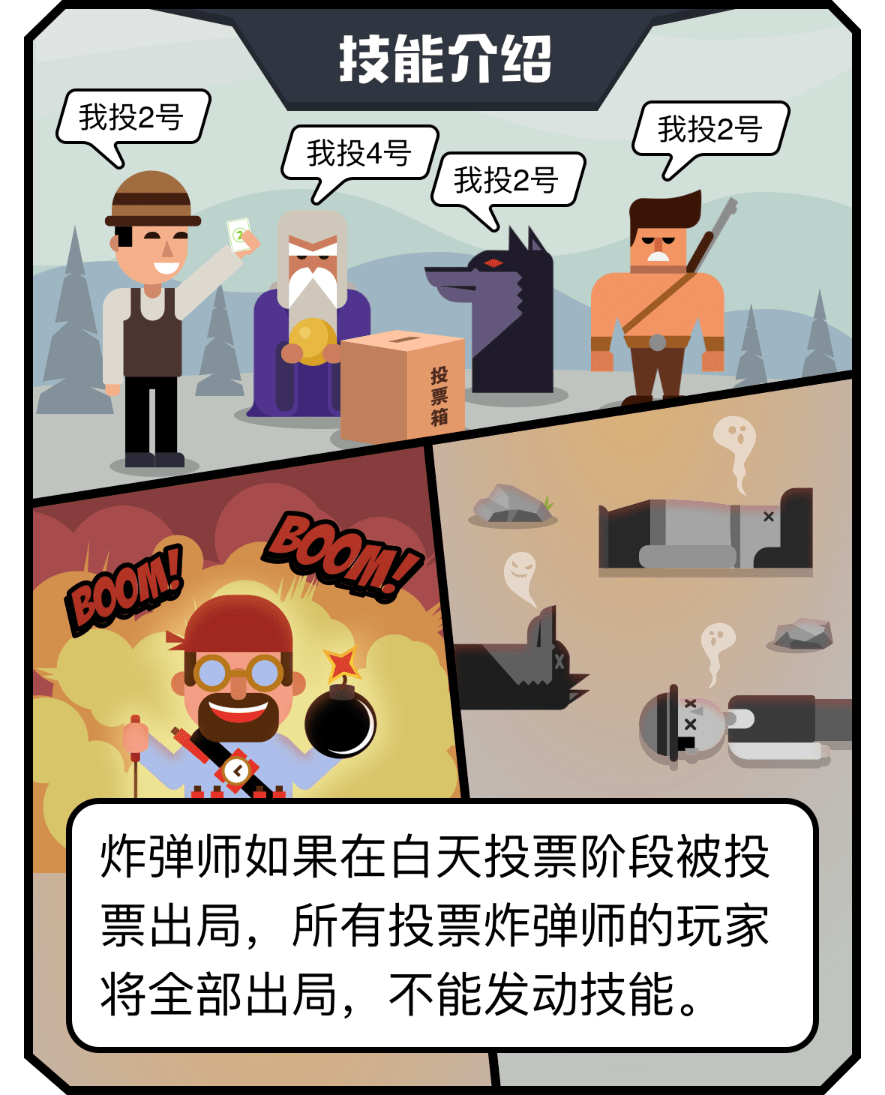 技能介绍
我投2号
我投4号
我投2号
我投2号
2
投票箱
BOOM!
BOOM!
炸弹师如果在白天投票阶段被投
票出局，所有投票炸弹师的玩家
将全部出局，不能发动技能。